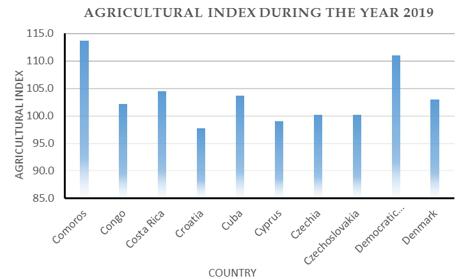 AGRICULTURAL INDEX DURING THE YEAR 2019
115.0
110.0
105.0
100.0
95.0
90.0
85.0
AGRICULTURAL INDEX
Comoros
Congo
Costa Rica
Croatia
Cuba
Cyprus
Czechia
Czechoslovakia
Democratic...
Denmark
COUNTRY